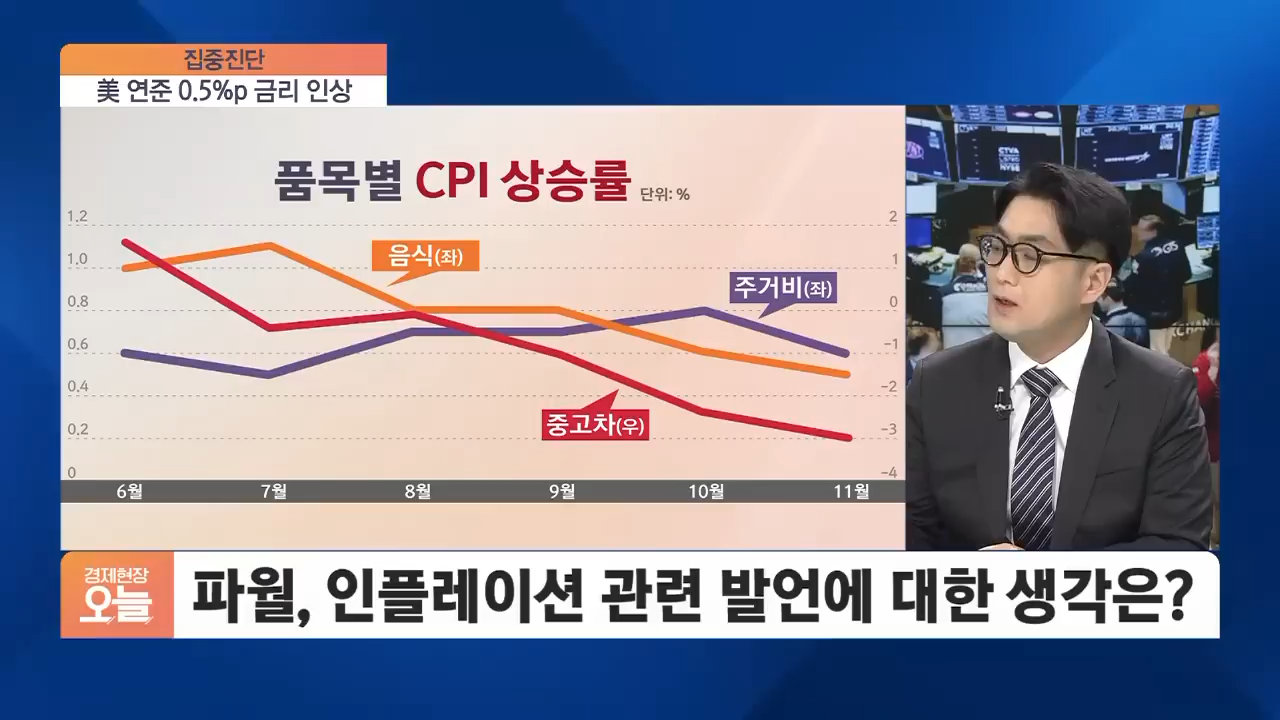 집중진단
美 연준 0.5%p 금리 인상
품목별 CPI 상승률 단위: %
1.2
1.0
0.8
0.6
0.4
0.2
0
2
1
0
-1
-2
-3
-4
음식(좌)
주거비(좌)
중고차(우)
6월 7월 8월 9월 10월 11월
CTVA
LISTED
NYSE
경제현장
오늘
파월, 인플레이션 관련 발언에 대한 생각은?